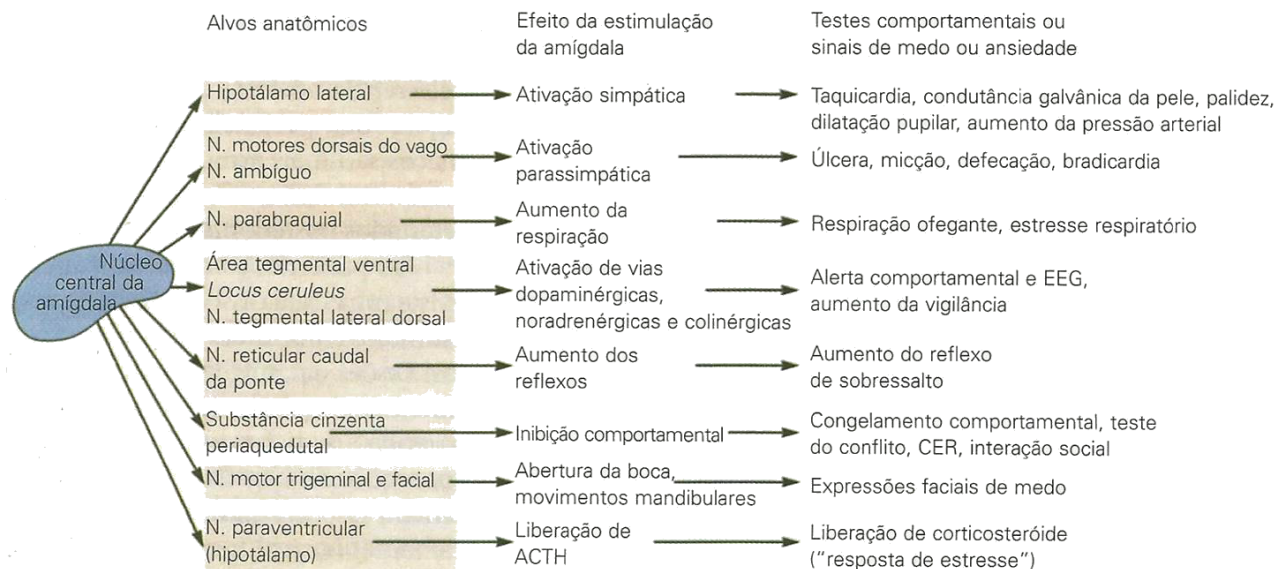 Alvos anatômicos
Efeito da estimulação
da amígdala
Testes comportamentais ou
sinais de medo ou ansiedade
Núcleo
central da
amígdala
Hipotálamo lateral
Ativação simpática
Taquicardia, condutância galvânica da pele, palidez,
dilatação pupilar, aumento da pressão arterial
N. motores dorsais do vago
N. ambíguo
Ativação
parassimpática
Úlcera, micção, defecação, bradicardia
N. parabraquial
Aumento da
respiração
Respiração ofegante, estresse respiratório
Área tegmental ventral
Locus ceruleus
N. tegmental lateral dorsal
Ativação de vias
dopaminérgicas,
noradrenérgicas e colinérgicas
Alerta comportamental e EEG,
aumento da vigilância
N. reticular caudal
da ponte
Aumento dos
reflexos
Aumento do reflexo
de sobressalto
Substância cinzenta
periaquedutal
Inibição comportamental
Congelamento comportamental, teste
do conflito, CER, interação social
N. motor trigeminal e facial
Abertura da boca,
movimentos mandibulares
Expressões faciais de medo
N. paraventricular
(hipotálamo)
Liberação de
ACTH
Liberação de corticosteróide
("resposta de estresse")